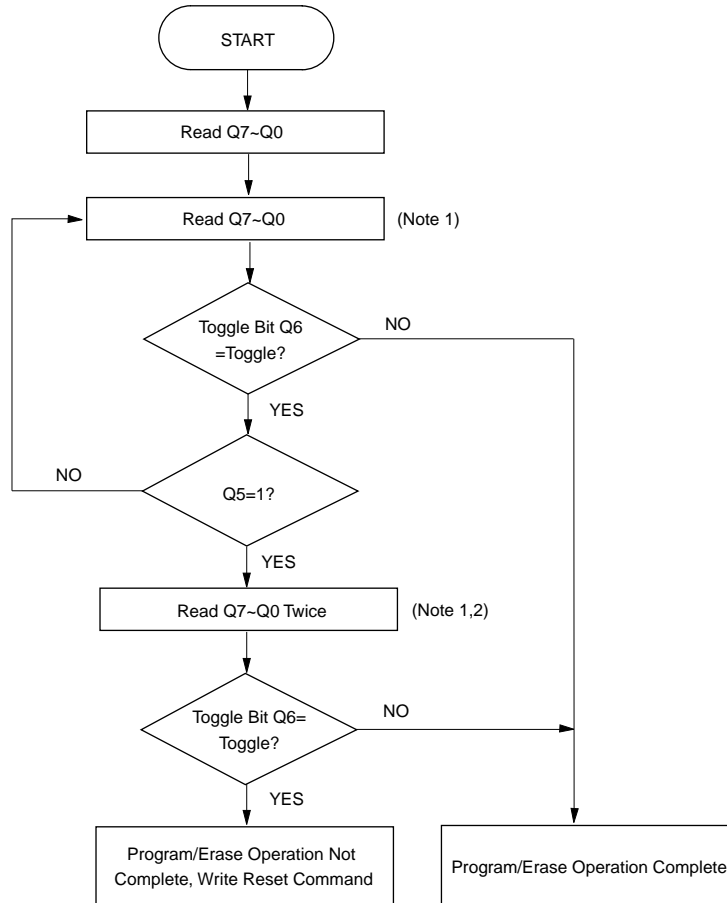 START
Read Q7~Q0
Read Q7~Q0
(Note 1)
Toggle Bit Q6
=Toggle?
NO
YES
NO
Q5=1?
YES
Read Q7~Q0 Twice
(Note 1,2)
Toggle Bit Q6=
Toggle?
NO
YES
Program/Erase Operation Not
Complete, Write Reset Command
Program/Erase Operation Complete